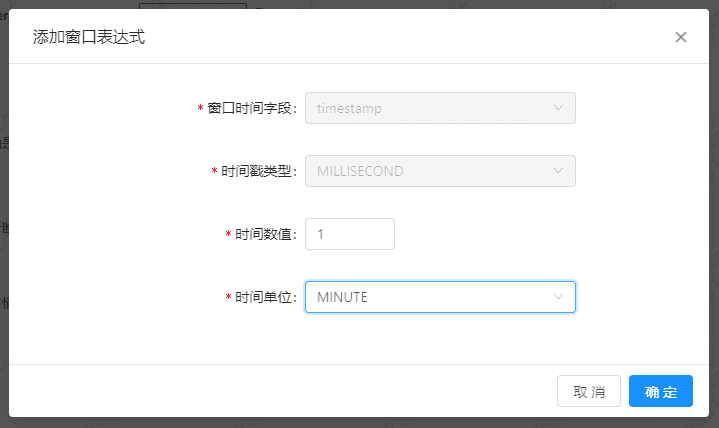 添加窗口表达式
* 窗口时间字段: timestamp
* 时间戳类型: MILLISECOND
* 时间数值: 1
* 时间单位: MINUTE
取 消 确 定